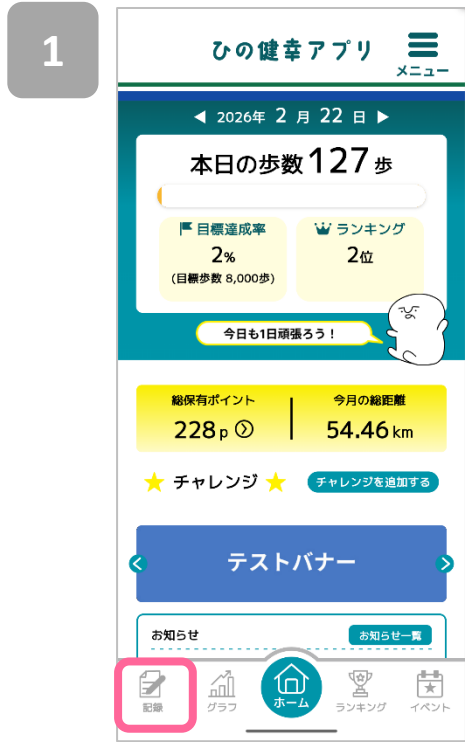 1
ひの健幸アプリ
メニュー
2026年 2 月 22 日
本日の歩数127歩
目標達成率
2%
(目標歩数 8,000歩)
ランキング
2位
今日も1日頑張ろう！
総保有ポイント
228p
今月の総距離
54.46 km
チャレンジ
チャレンジを追加する
テストバナー
お知らせ
お知らせ一覧
記録
グラフ
ホーム
ランキング
イベント